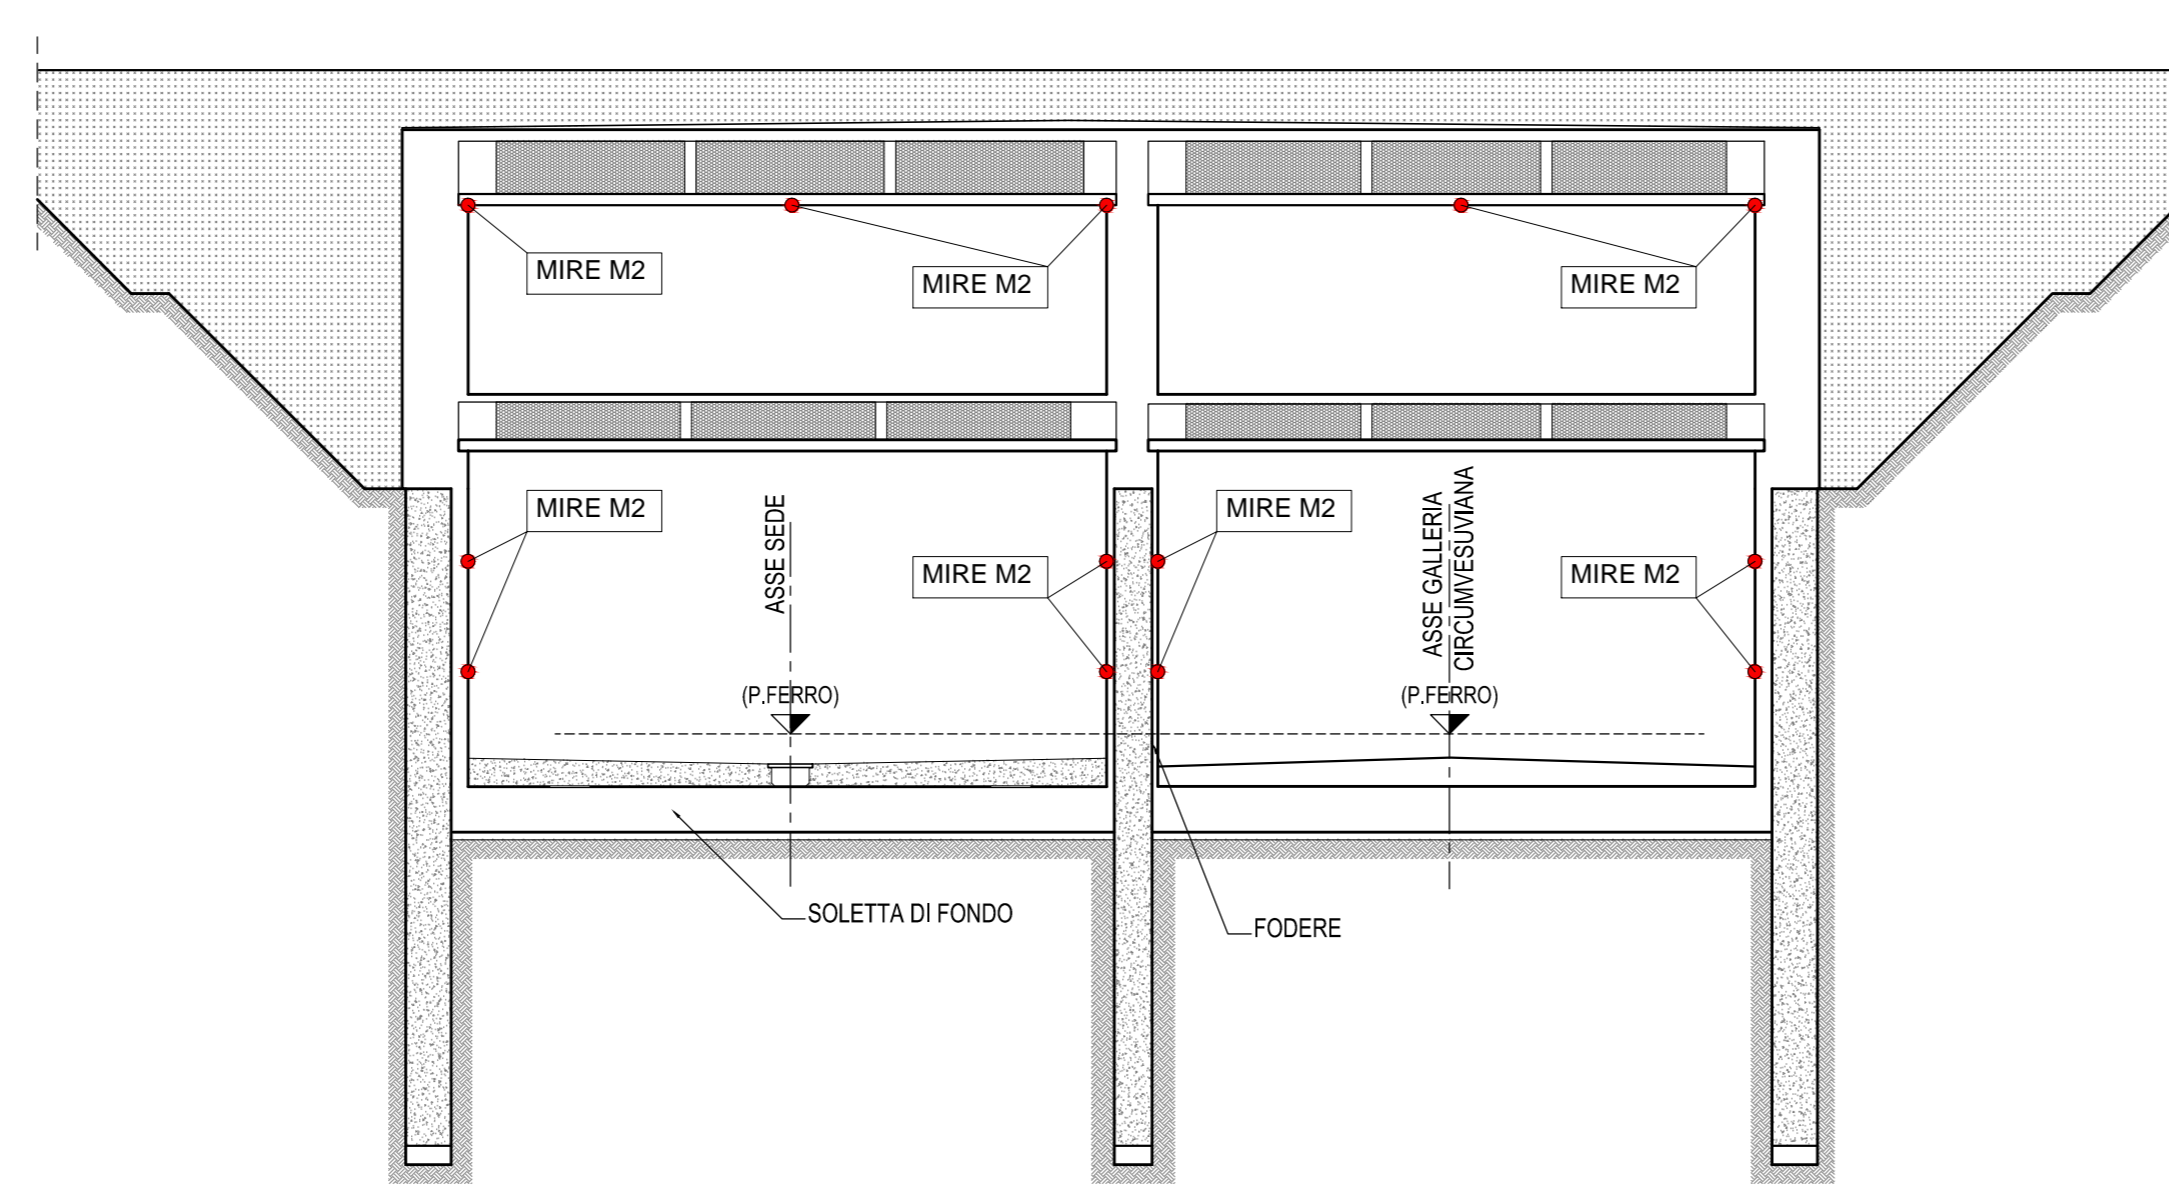 MIRE M2
MIRE M2
MIRE M2
MIRE M2
MIRE M2
MIRE M2
MIRE M2
ASSE SEDE
ASSE GALLERIA
CIRCUMVESUVIANA
(P.FERRO)
(P.FERRO)
SOLETTA DI FONDO
FODERE